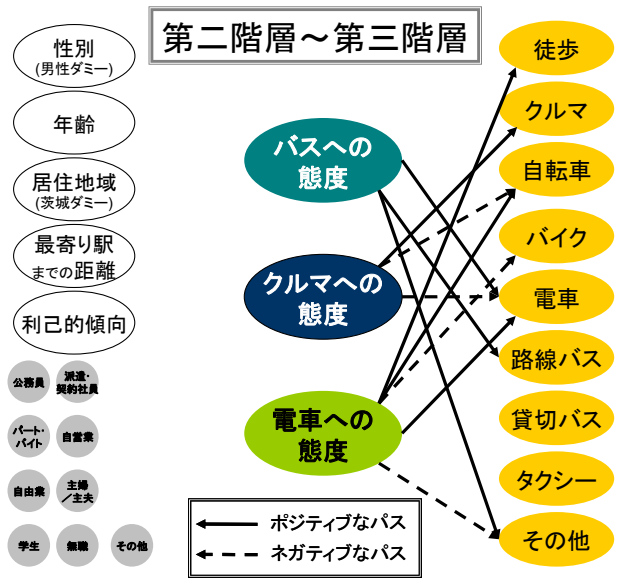 第二階層～第三階層
性別
(男性ダミー)
年齢
居住地域
(茨城ダミー)
最寄り駅
までの距離
利己的傾向
公務員
派遣・
契約社員
パート・
バイト
自営業
自由業
主婦
／主夫
学生
無職
その他
バスへの
態度
クルマへの
態度
電車への
態度
徒歩
クルマ
自転車
バイク
電車
路線バス
貸切バス
タクシー
その他
ポジティブなパス
ネガティブなパス